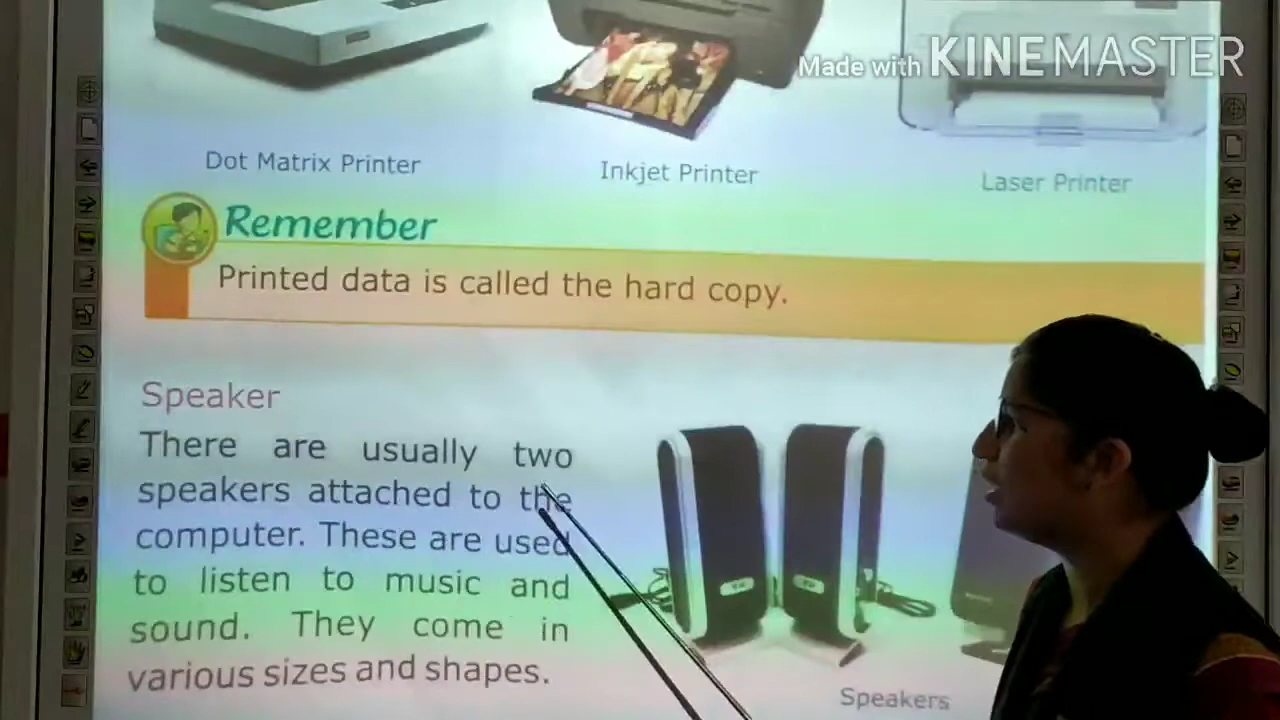 Made with KINEMASTER
Dot Matrix Printer
Inkjet Printer
Laser Printer
Remember
Printed data is called the hard copy.
Speaker
There are usually two
speakers attached to the
computer. These are used
to listen to music and
sound. They come in
various sizes and shapes.
Speakers